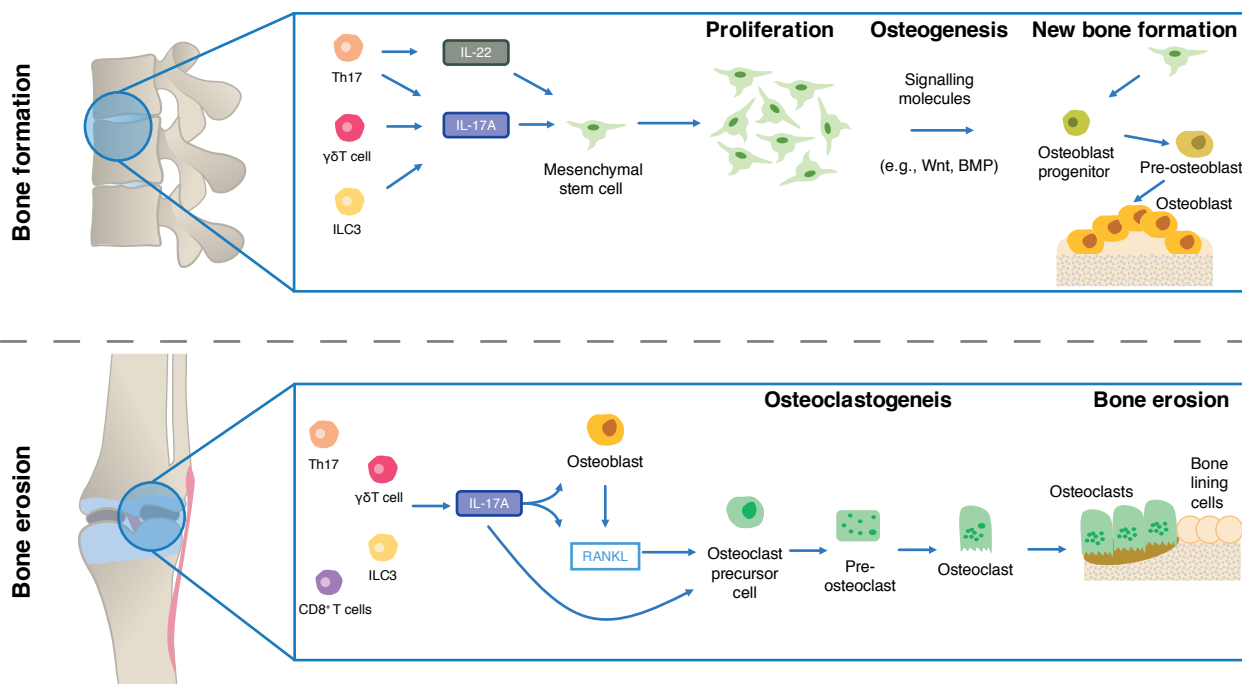 Bone formation
Th17
γδT cell
ILC3
IL-22
IL-17A
Mesenchymal
stem cell
Proliferation
Osteogenesis
Signalling
molecules
(e.g., Wnt, BMP)
New bone formation
Osteoblast
progenitor
Pre-osteoblast
Osteoblast
Bone erosion
Th17
γδT cell
ILC3
CD8⁺ T cells
IL-17A
Osteoblast
RANKL
Osteoclastogeneis
Osteoclast
precursor
cell
Pre-
osteoclast
Osteoclast
Bone erosion
Osteoclasts
Bone
lining
cells